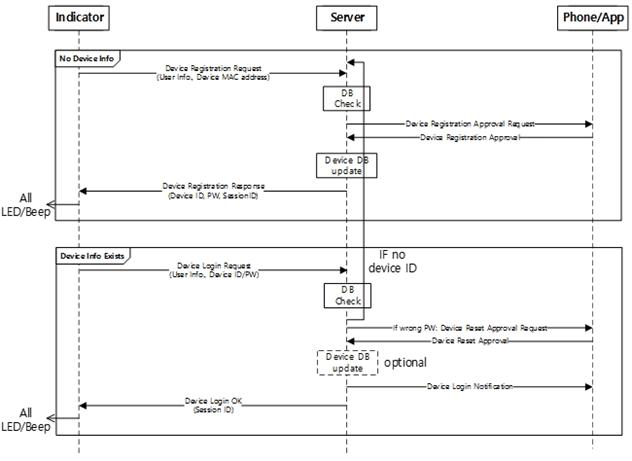 Indicator
Server
Phone/App
No Device Info
Device Registration Request
(User Info., Device MAC address)
DB
Check
Device Registration Approval Request
Device Registration Approval
Device DB
update
Device Registration Response
(Device ID, PW, SessionID)
All
LED/Beep
Device Info Exists
IF no
device ID
Device Login Request
(User Info., Device ID/PW)
DB
Check
If wrong PW: Device Reset Approval Request
Device Reset Approval
Device DB
update
optional
Device Login Notification
Device Login OK
(Session ID)
All
LED/Beep